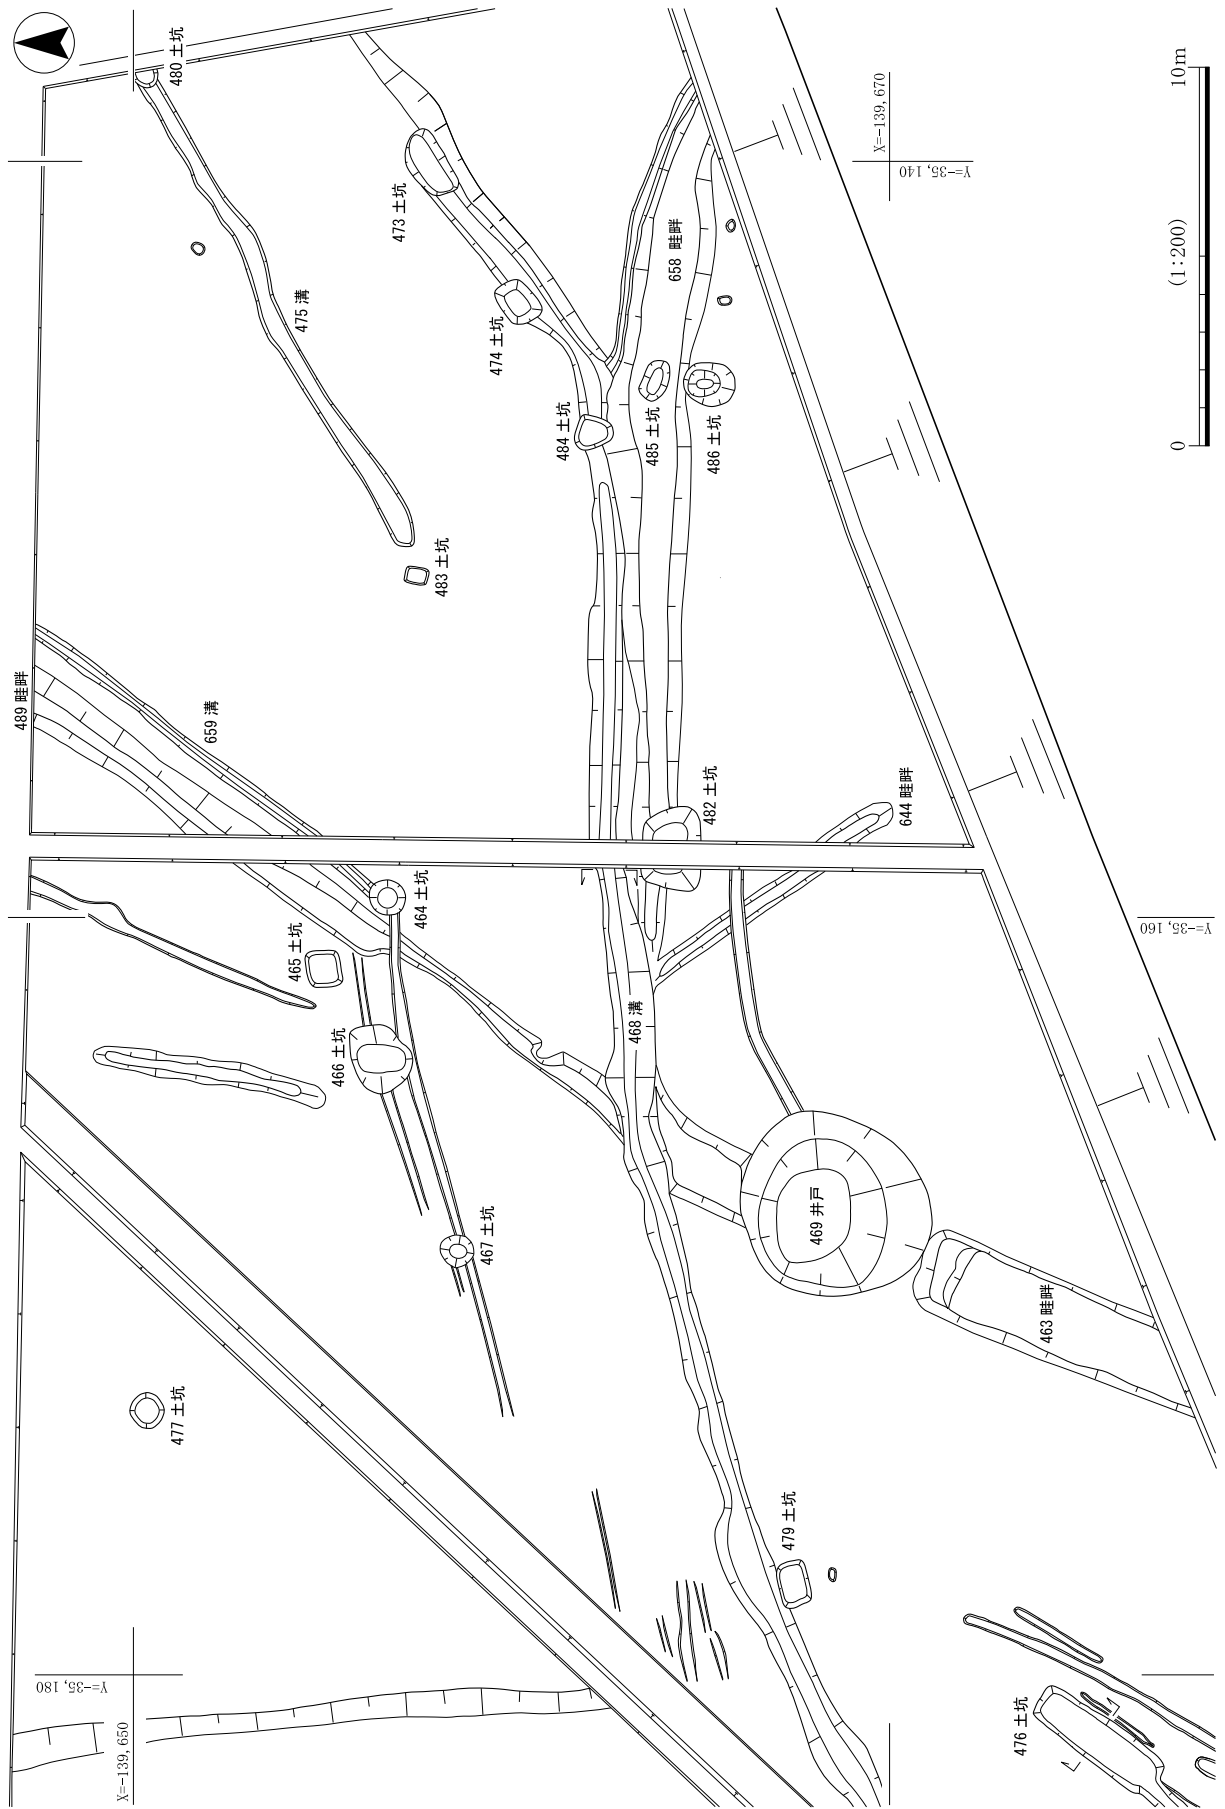 480 土坑
X=-139,670
Y=-35,140
10m
(1:200)
0
473 土坑
658 畦畔
475 溝
474 土坑
484 土坑
485 土坑
486 土坑
483 土坑
489 畦畔
659 溝
482 土坑
644 畦畔
464 土坑
465 土坑
Y=-35,160
466 土坑
468 溝
467 土坑
469 井戸
463 畦畔
477 土坑
479 土坑
Y=-35,180
X=-139,650
476 土坑